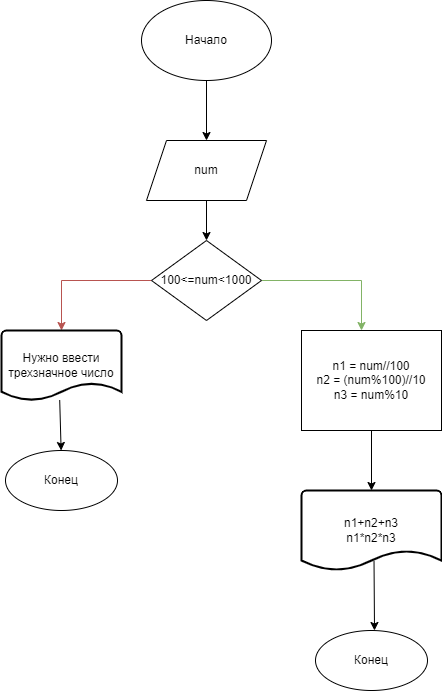 Начало
num
100<=num<1000
Нужно ввести
трехзначное число
n1 = num//100
n2 = (num%100)//10
n3 = num%10
Конец
n1+n2+n3
n1*n2*n3
Конец